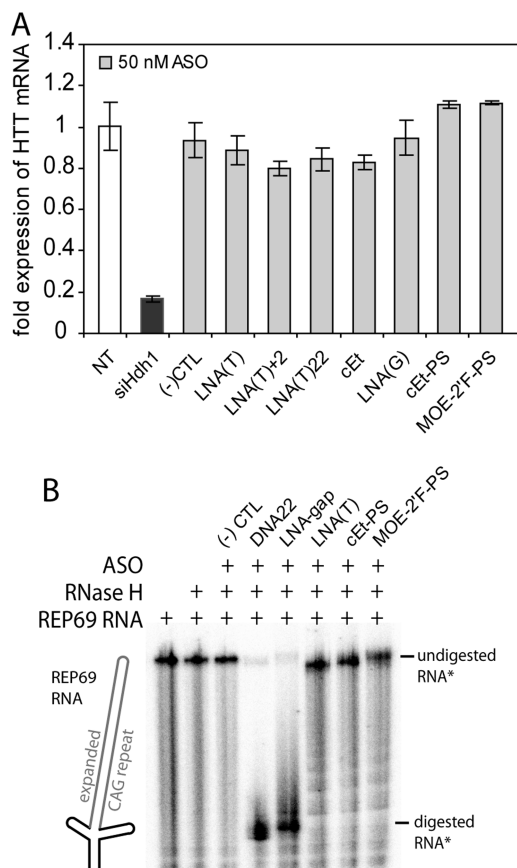 A
fold expression of HTT mRNA
1.4
1.2
1
0.8
0.6
0.4
0.2
0
50 nM ASO
NT
siHdh1
(-)CTL
LNA(T)
LNA(T)+2
LNA(T)22
cEt
LNA(G)
cEt-PS
MOE-2'F-PS
B
(-) CTL
DNA22
LNA-gap
LNA(T)
cEt-PS
MOE-2'F-PS
ASO + + + + + +
RNase H + + + + + + +
REP69 RNA + + + + + + + +
REP69
RNA
expanded
CAG repeat
undigested
RNA*
digested
RNA*